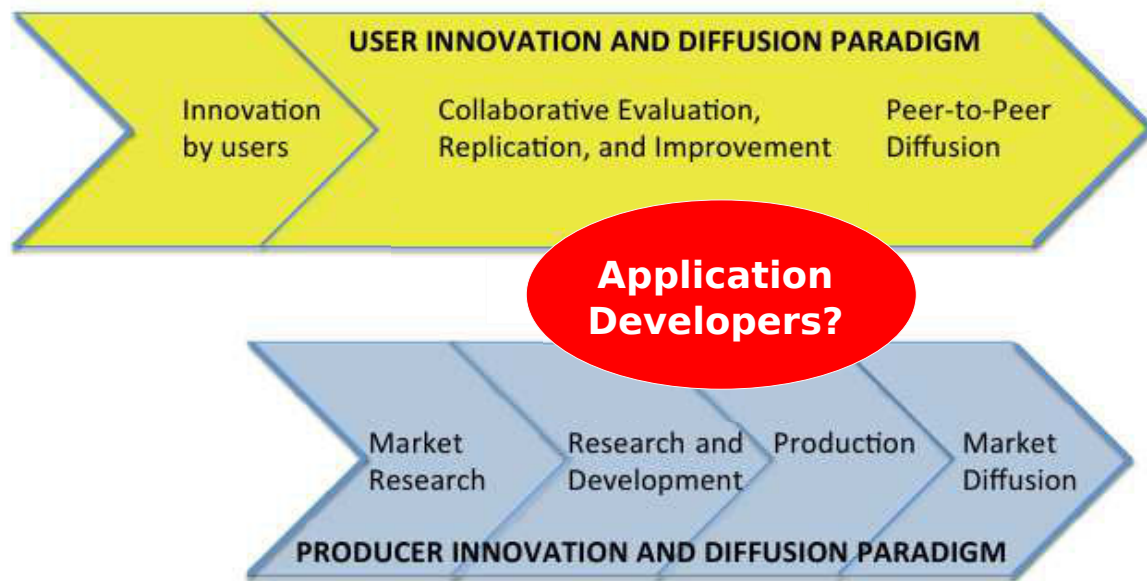 USER INNOVATION AND DIFFUSION PARADIGM
Innovation
by users
Collaborative Evaluation,
Replication, and Improvement
Peer-to-Peer
Diffusion
Application
Developers?
Market
Research
Research and
Development
Production
Market
Diffusion
PRODUCER INNOVATION AND DIFFUSION PARADIGM